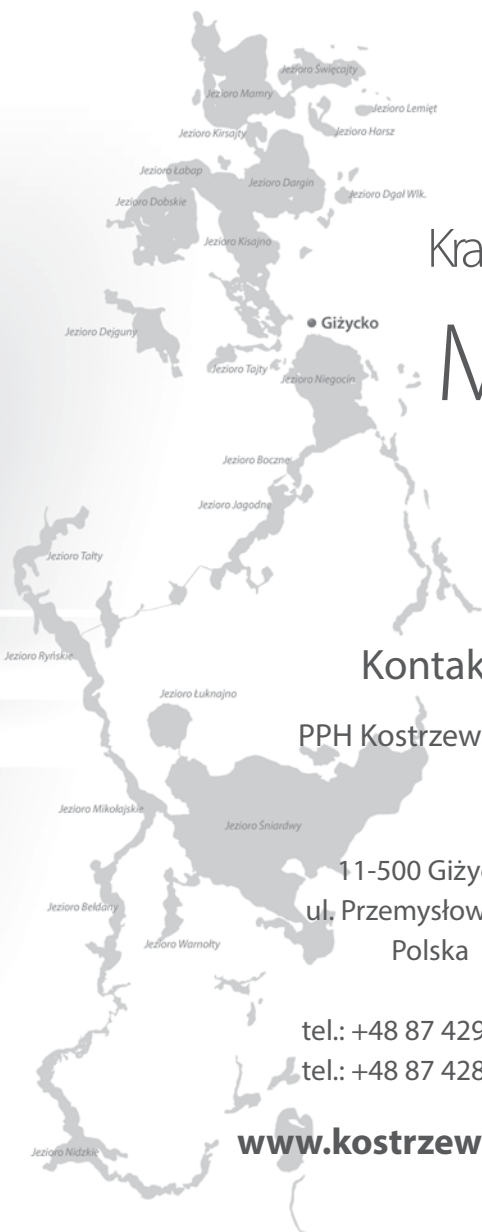 Jezioro Święcajty
Jezioro Mamry
Jezioro Lemięt
Jezioro Kirsajty
Jezioro Harsz
Jezioro Łabap
Jezioro Dargin
Jezioro Dobskie
Jezioro Dgał Wlk.
Jezioro Kisajno
Kra
Giżycko
M
Jezioro Dejguny
Jezioro Tajty
Jezioro Niegocin
Jezioro Boczne
Jezioro Jagodne
Jezioro Tałty
Jezioro Ryńskie
Kontak
Jezioro Łuknajno
PPH Kostrzew
Jezioro Mikołajskie
Jezioro Śniardwy
11-500 Giży
Jezioro Bełdany
ul. Przemysłow
Jezioro Warnołty
Polska
tel.: +48 87 429
tel.: +48 87 428
www.kostrzew
Jezioro Nidzkie